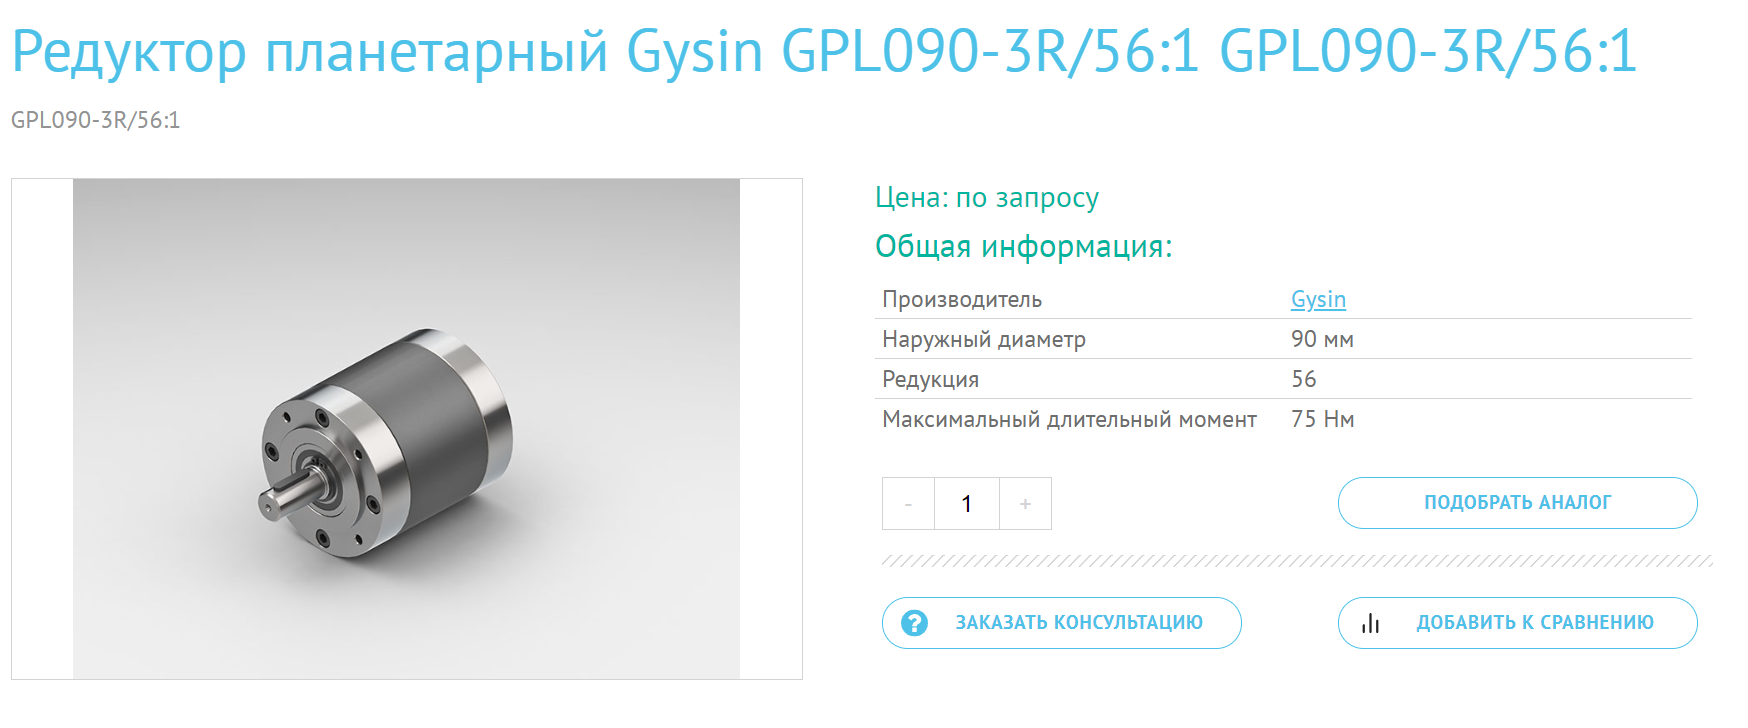 Редуктор планетарный Gysin GPL090-3R/56:1 GPL090-3R/56:1
GPL090-3R/56:1
Цена: по запросу
Общая информация:
Производитель Gysin
Наружный диаметр 90 мм
Редукция 56
Максимальный длительный момент 75 Нм
- 1 +
ПОДОБРАТЬ АНАЛОГ
? ЗАКАЗАТЬ КОНСУЛЬТАЦИЮ
ДОБАВИТЬ К СРАВНЕНИЮ